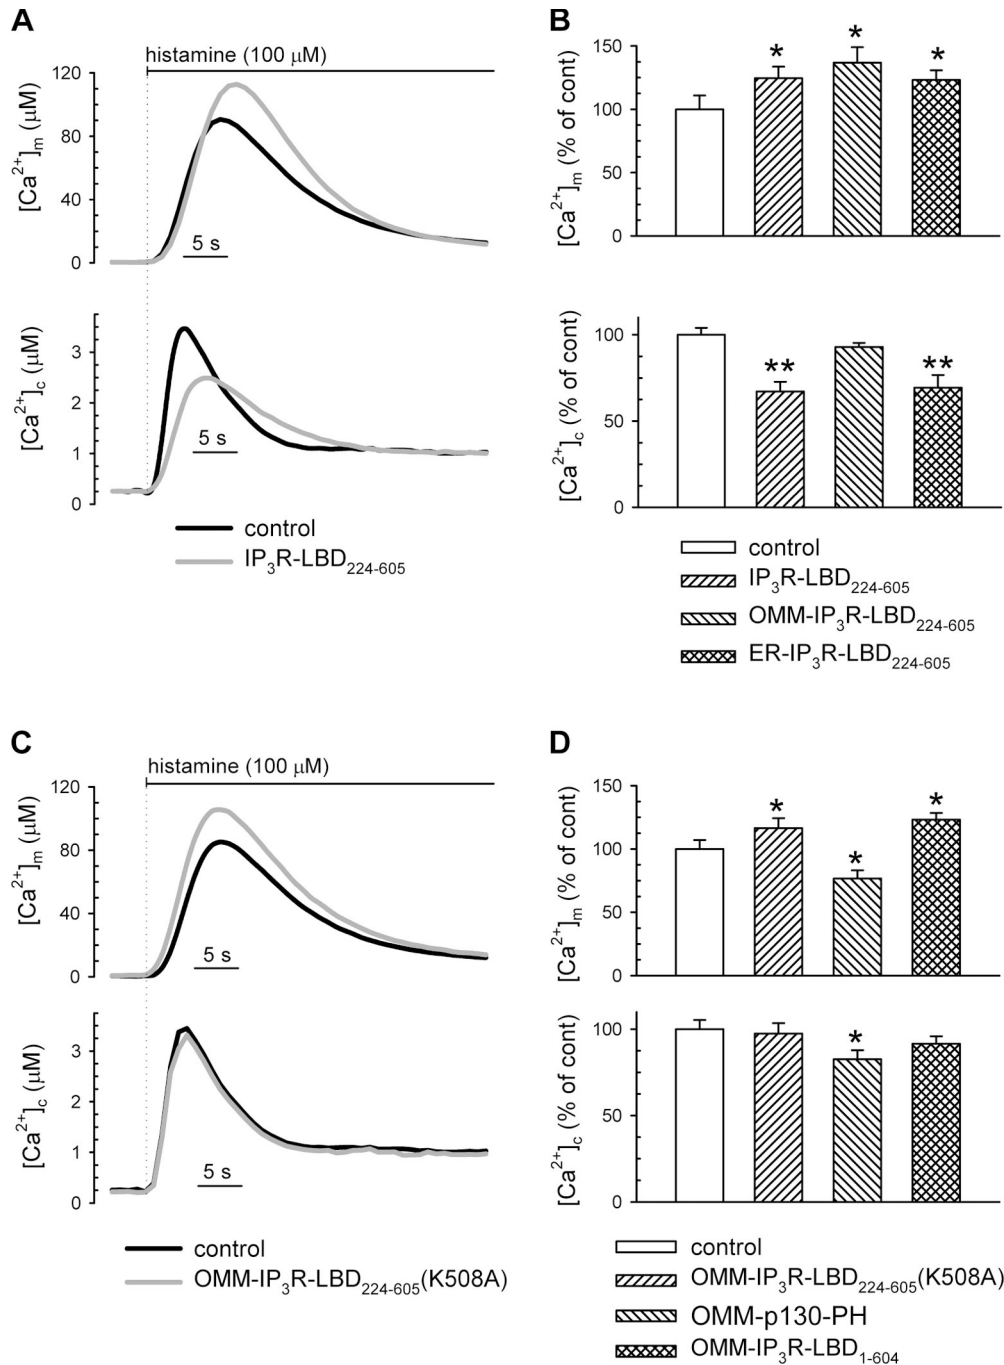 A
histamine (100 μM)
[Ca²⁺]ₘ (μM)
120
80
40
0
5 s
[Ca²⁺]c (μM)
3
2
1
0
5 s
control
IP₃R-LBD₂₂₄₋₆₀₅
B
[Ca²⁺]ₘ (% of cont)
150
100
50
0
*
*
*
[Ca²⁺]c (% of cont)
100
50
0
**
**
control
IP₃R-LBD₂₂₄₋₆₀₅
OMM-IP₃R-LBD₂₂₄₋₆₀₅
ER-IP₃R-LBD₂₂₄₋₆₀₅
C
histamine (100 μM)
[Ca²⁺]ₘ (μM)
120
80
40
0
5 s
[Ca²⁺]c (μM)
3
2
1
0
5 s
control
OMM-IP₃R-LBD₂₂₄₋₆₀₅(K508A)
D
[Ca²⁺]ₘ (% of cont)
150
100
50
0
*
*
*
[Ca²⁺]c (% of cont)
100
50
0
*
control
OMM-IP₃R-LBD₂₂₄₋₆₀₅(K508A)
OMM-p130-PH
OMM-IP₃R-LBD₁₋₆₀₄